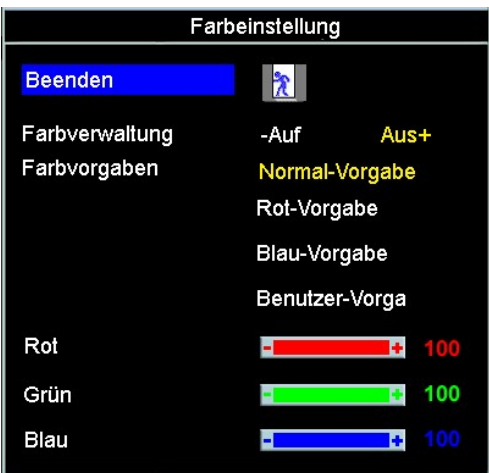 Farbeinstellung
Beenden
Farbverwaltung -Auf Aus+
Farbvorgaben Normal-Vorgabe
Rot-Vorgabe
Blau-Vorgabe
Benutzer-Vorga
Rot - + 100
Grün - + 100
Blau - + 100